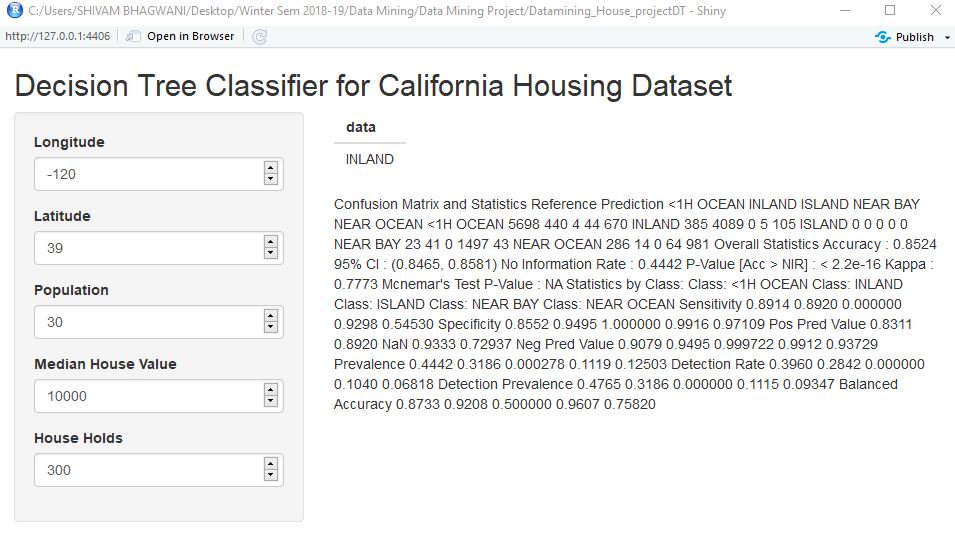 C:/Users/SHIVAM BHAGWANI/Desktop/Winter Sem 2018-19/Data Mining/Data Mining Project/Datamining_House_projectDT - Shiny
http://127.0.0.1:4406 Open in Browser Publish
Decision Tree Classifier for California Housing Dataset
Longitude
-120
Latitude
39
Population
30
Median House Value
10000
House Holds
300
data
INLAND
Confusion Matrix and Statistics Reference Prediction <1H OCEAN INLAND ISLAND NEAR BAY
NEAR OCEAN <1H OCEAN 5698 440 4 44 670 INLAND 385 4089 0 5 105 ISLAND 0 0 0 0 0
NEAR BAY 23 41 0 1497 43 NEAR OCEAN 286 14 0 64 981 Overall Statistics Accuracy : 0.8524
95% CI : (0.8465, 0.8581) No Information Rate : 0.4442 P-Value [Acc > NIR] : < 2.2e-16 Kappa :
0.7773 Mcnemar's Test P-Value : NA Statistics by Class: Class: <1H OCEAN Class: INLAND
Class: ISLAND Class: NEAR BAY Class: NEAR OCEAN Sensitivity 0.8914 0.8920 0.000000
0.9298 0.54530 Specificity 0.8552 0.9495 1.000000 0.9916 0.97109 Pos Pred Value 0.8311
0.8920 NaN 0.9333 0.72937 Neg Pred Value 0.9079 0.9495 0.999722 0.9912 0.93729
Prevalence 0.4442 0.3186 0.000278 0.1119 0.12503 Detection Rate 0.3960 0.2842 0.000000
0.1040 0.06818 Detection Prevalence 0.4765 0.3186 0.000000 0.1115 0.09347 Balanced
Accuracy 0.8733 0.9208 0.500000 0.9607 0.75820